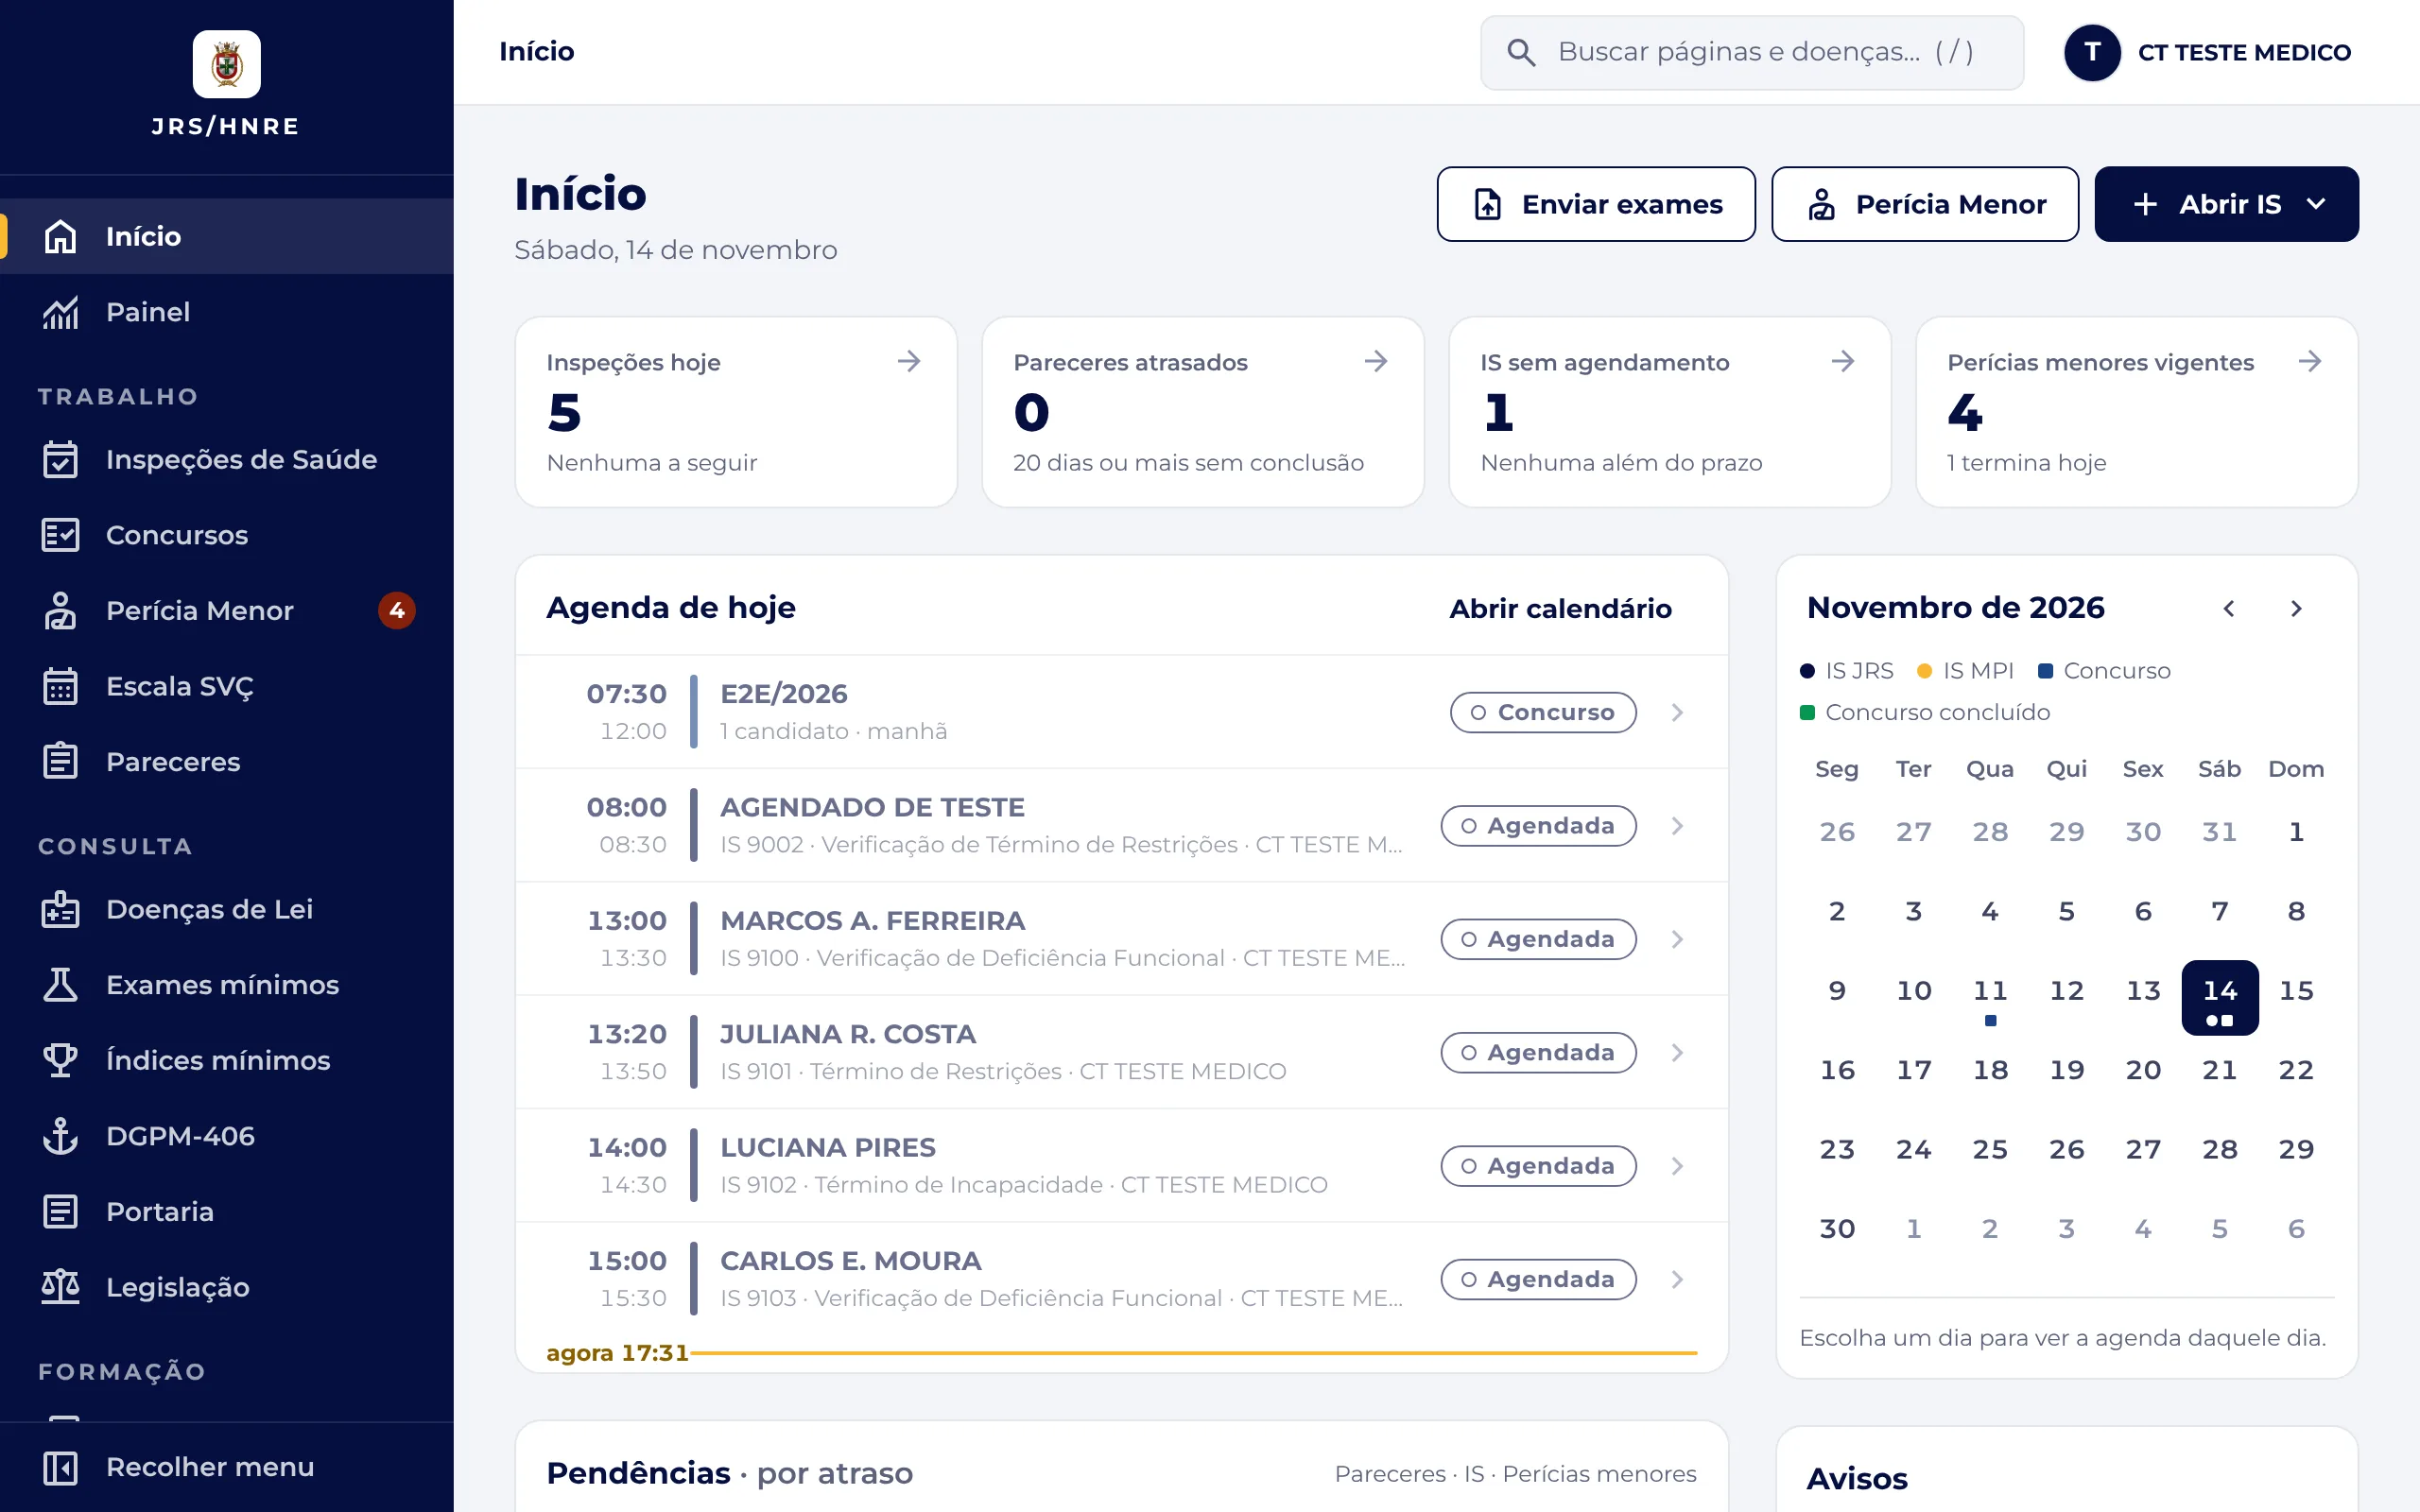 JRS/HNRE
Início
Painel
TRABALHO
Inspeções de Saúde
Concursos
Perícia Menor
4
Escala SVÇ
Pareceres
CONSULTA
Doenças de Lei
Exames mínimos
Índices mínimos
DGPM-406
Portaria
Legislação
FORMAÇÃO
Recolher menu
Início
Buscar páginas e doenças... ( / )
T
CT TESTE MEDICO
Início
Sábado, 14 de novembro
Enviar exames
Perícia Menor
Abrir IS
Inspeções hoje
5
Nenhuma a seguir
Pareceres atrasados
0
20 dias ou mais sem conclusão
IS sem agendamento
1
Nenhuma além do prazo
Perícias menores vigentes
4
1 termina hoje
Agenda de hoje
Abrir calendário
07:30 E2E/2026 Concurso
12:00 1 candidato · manhã
08:00 AGENDADO DE TESTE Agendada
08:30 IS 9002 · Verificação de Término de Restrições · CT TESTE M...
13:00 MARCOS A. FERREIRA Agendada
13:30 IS 9100 · Verificação de Deficiência Funcional · CT TESTE ME...
13:20 JULIANA R. COSTA Agendada
13:50 IS 9101 · Término de Restrições · CT TESTE MEDICO
14:00 LUCIANA PIRES Agendada
14:30 IS 9102 · Término de Incapacidade · CT TESTE MEDICO
15:00 CARLOS E. MOURA Agendada
15:30 IS 9103 · Verificação de Deficiência Funcional · CT TESTE ME...
agora 17:31
Novembro de 2026
IS JRS IS MPI Concurso
Concurso concluído
Seg Ter Qua Qui Sex Sáb Dom
26 27 28 29 30 31 1
2 3 4 5 6 7 8
9 10 11 12 13 14 15
16 17 18 19 20 21 22
23 24 25 26 27 28 29
30 1 2 3 4 5 6
Escolha um dia para ver a agenda daquele dia.
Pendências · por atraso
Pareceres · IS · Perícias menores
Avisos